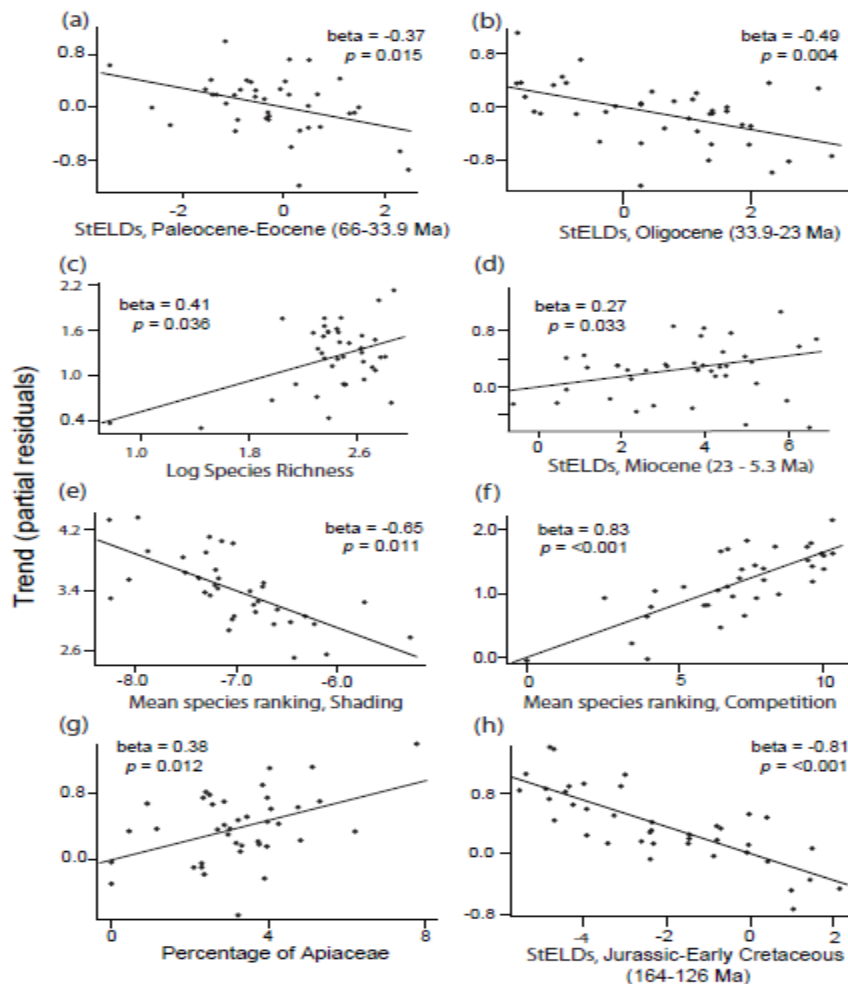 Trend (partial residuals)
(a)
beta = -0.37
p = 0.015
0.8
0.0
-0.8
-2
0
2
StELDs, Paleocene-Eocene (66-33.9 Ma)
(b)
beta = -0.49
p = 0.004
0.8
0.0
-0.8
0
2
StELDs, Oligocene (33.9-23 Ma)
(c)
beta = 0.41
p = 0.036
2.2
1.6
1.0
0.4
1.0
1.6
2.6
Log Species Richness
(d)
beta = 0.27
p = 0.033
0.8
0.0
0
2
4
6
StELDs, Miocene (23 - 5.3 Ma)
(e)
beta = -0.65
p = 0.011
4.2
3.4
2.6
-8.0
-7.0
-6.0
Mean species ranking, Shading
(f)
beta = 0.83
p = <0.001
2.0
1.0
0.0
0
5
10
Mean species ranking, Competition
(g)
beta = 0.38
p = 0.012
0.8
0.0
0
4
8
Percentage of Apiaceae
(h)
beta = -0.81
p = <0.001
0.8
0.0
-0.8
-4
-2
0
2
StELDs, Jurassic-Early Cretaceous
(164-126 Ma)